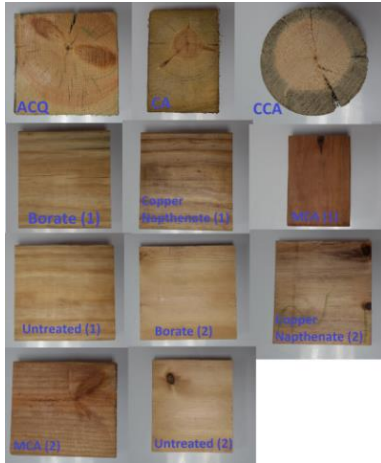 ACQ
CA
CCA
Borate (1)
Copper
Napthenate (1)
MCA (1)
Untreated (1)
Borate (2)
Copper
Napthenate (2)
MCA (2)
Untreated (2)